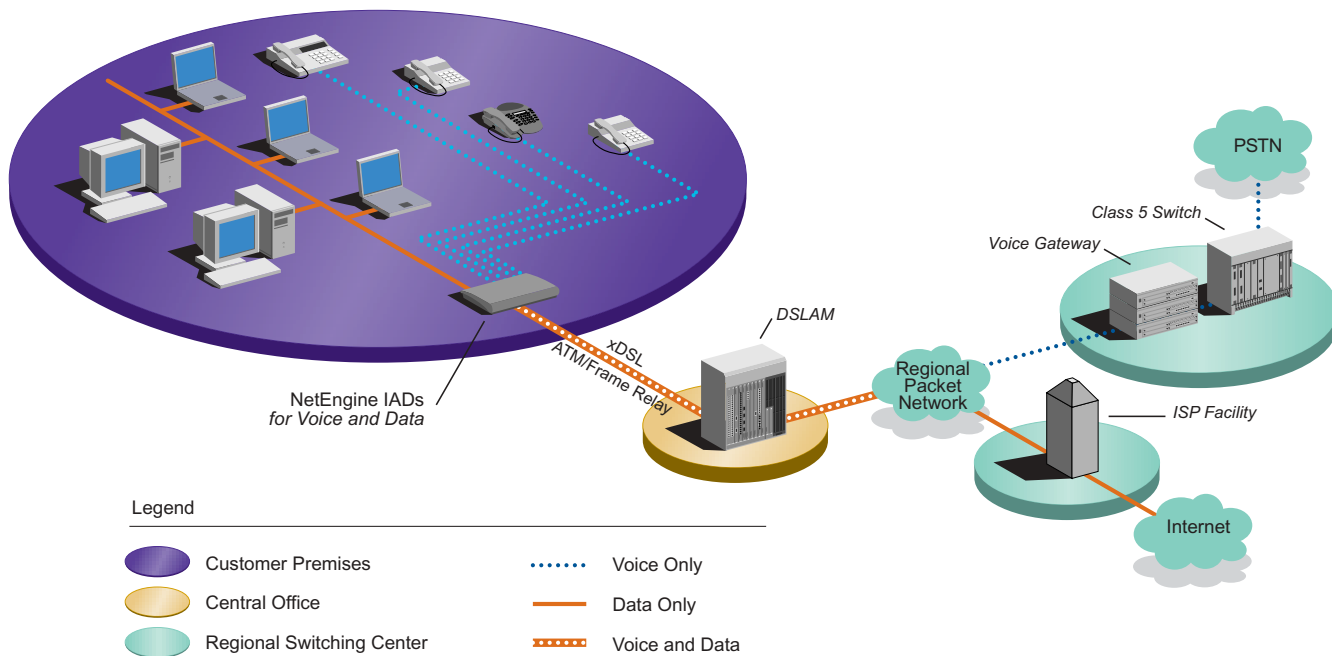 PSTN
Class 5 Switch
Voice Gateway
DSLAM
xDSL
ATM/Frame Relay
Regional
Packet
Network
NetEngine IADs
for Voice and Data
ISP Facility
Internet
Legend
Customer Premises
Central Office
Regional Switching Center
Voice Only
Data Only
Voice and Data